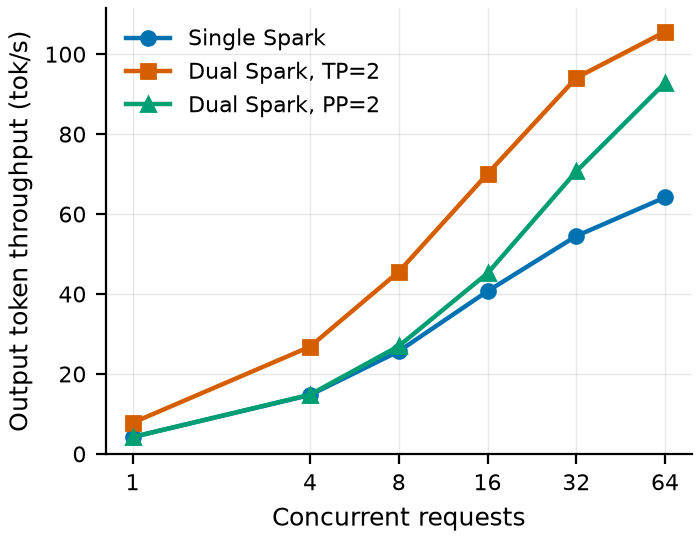 Single Spark
Dual Spark, TP=2
Dual Spark, PP=2
Output token throughput (tok/s)
100
80
60
40
20
0
1 4 8 16 32 64
Concurrent requests